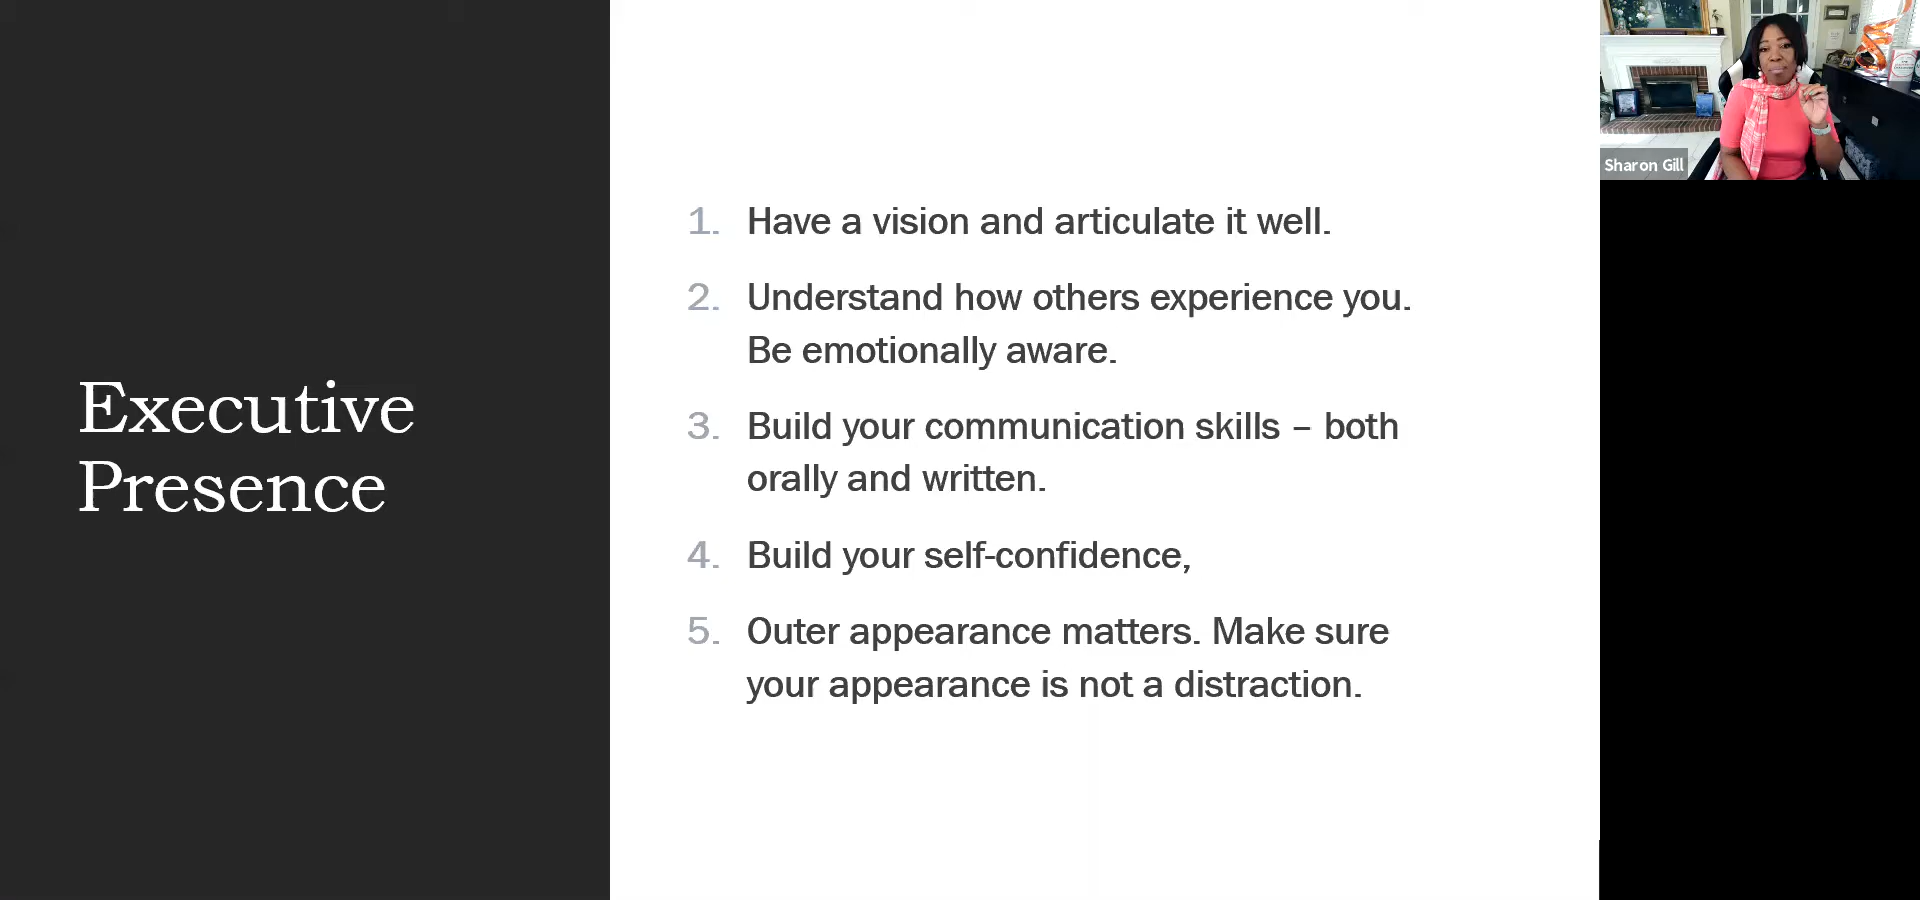 Executive
Presence
1. Have a vision and articulate it well.
2. Understand how others experience you.
Be emotionally aware.
3. Build your communication skills – both
orally and written.
4. Build your self-confidence,
5. Outer appearance matters. Make sure
your appearance is not a distraction.
Sharon Gill